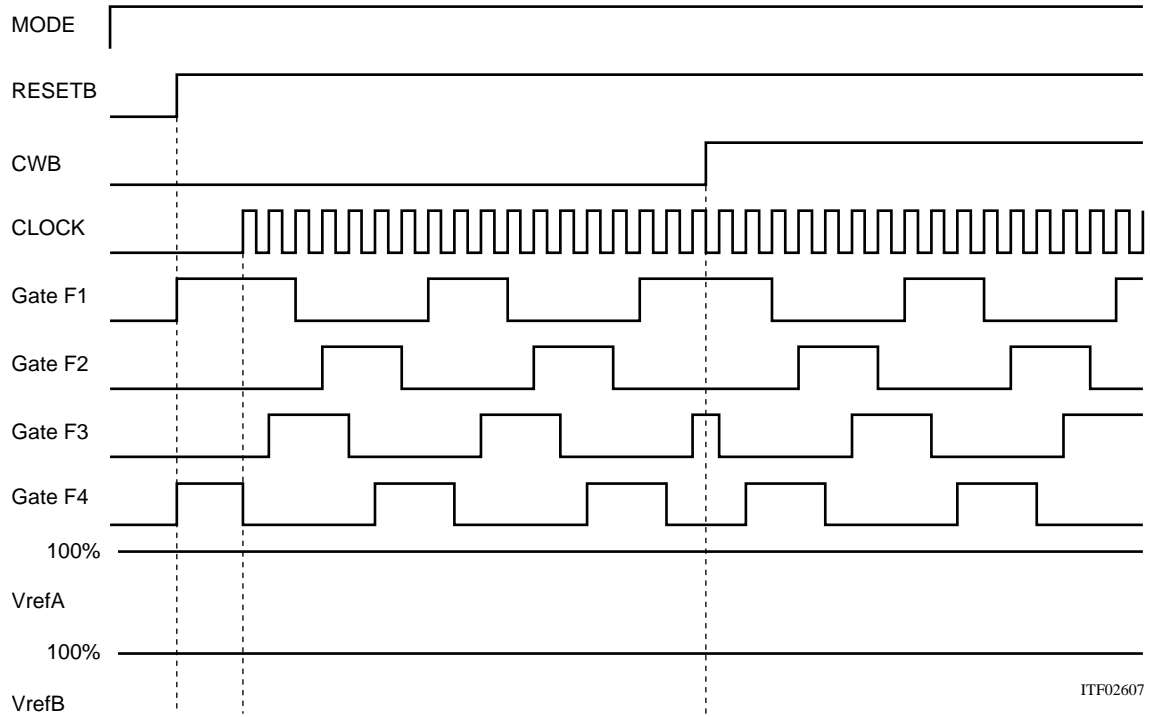 MODE
RESETB
CWB
CLOCK
Gate F1
Gate F2
Gate F3
Gate F4
100%
VrefA
100%
VrefB
ITF02607